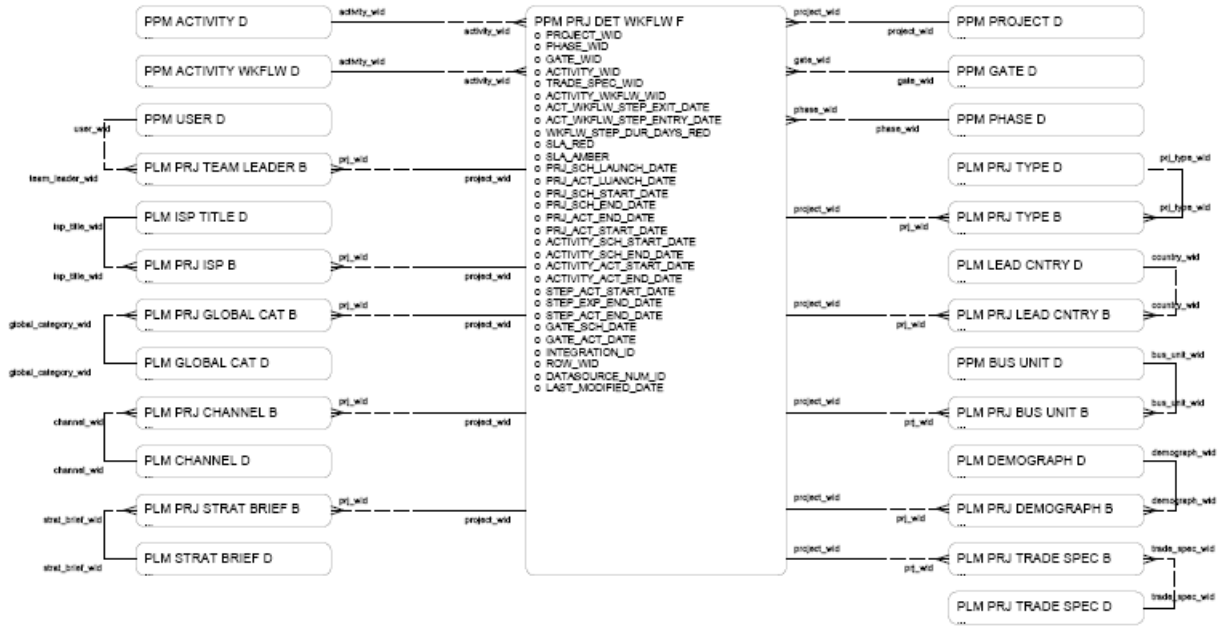 PPM ACTIVITY D
...
activity_wid
activity_wid
PPM ACTIVITY WKFLW D
...
activity_wid
activity_wid
PPM USER D
...
user_wid
team_leader_wid
PLM PRJ TEAM LEADER B
...
prj_wid
project_wid
PLM ISP TITLE D
...
isp_title_wid
isp_title_wid
PLM PRJ ISP B
...
prj_wid
project_wid
PLM PRJ GLOBAL CAT B
...
prj_wid
project_wid
global_category_wid
global_category_wid
PLM GLOBAL CAT D
...
PLM PRJ CHANNEL B
...
prj_wid
project_wid
channel_wid
channel_wid
PLM CHANNEL D
...
PLM PRJ STRAT BRIEF B
...
prj_wid
project_wid
strat_brief_wid
strat_brief_wid
PLM STRAT BRIEF D
...
PPM PRJ DET WKFLW F
o PROJECT_WID
o PHASE_WID
o GATE_WID
o ACTIVITY_WID
o TRADE_SPEC_WID
o ACTIVITY_WKFLW_WID
o ACT_WKFLW_STEP_EXIT_DATE
o ACT_WKFLW_STEP_ENTRY_DATE
o WKFLW_STEP_DUR_DAYS_RED
o SLA_RED
o SLA_AMBER
o PRJ_SCH_LAUNCH_DATE
o PRJ_ACT_LUANCH_DATE
o PRJ_SCH_START_DATE
o PRJ_SCH_END_DATE
o PRJ_ACT_END_DATE
o PRJ_ACT_START_DATE
o ACTIVITY_SCH_START_DATE
o ACTIVITY_SCH_END_DATE
o ACTIVITY_ACT_START_DATE
o ACTIVITY_ACT_END_DATE
o STEP_ACT_START_DATE
o STEP_EXP_END_DATE
o STEP_ACT_END_DATE
o GATE_SCH_DATE
o GATE_ACT_DATE
o INTEGRATION_ID
o ROW_WID
o DATASOURCE_NUM_ID
o LAST_MODIFIED_DATE
project_wid
project_wid
PPM PROJECT D
...
gate_wid
gate_wid
PPM GATE D
...
phase_wid
phase_wid
PPM PHASE D
...
PLM PRJ TYPE D
...
prj_type_wid
prj_type_wid
project_wid
prj_wid
PLM PRJ TYPE B
...
PLM LEAD CNTRY D
...
country_wid
country_wid
project_wid
prj_wid
PLM PRJ LEAD CNTRY B
...
PPM BUS UNIT D
...
bus_unit_wid
bus_unit_wid
project_wid
prj_wid
PLM PRJ BUS UNIT B
...
PLM DEMOGRAPH D
...
demograph_wid
demograph_wid
project_wid
prj_wid
PLM PRJ DEMOGRAPH B
...
project_wid
prj_wid
PLM PRJ TRADE SPEC B
...
trade_spec_wid
trade_spec_wid
PLM PRJ TRADE SPEC D
...